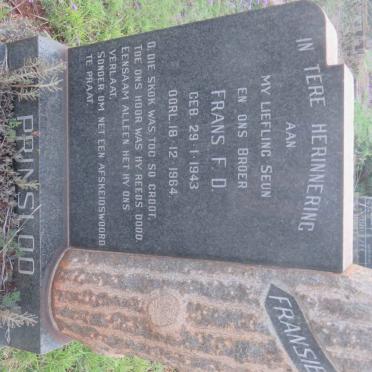 IN TERE HERINNERING
AAN
MY LIEFLING SEUN
EN ONS BROER
FRANS F. D.
GEB. 29·1·1943
OORL. 18·12·1964.
O, DIE SKOK WAS TOG SO GROOT,
TOE ONS HOOR WAS HY REEDS DOOD.
EENSAAM ALLEEN HET HY ONS
VERLAAT,
SONDER OM NET EEN AFSKEIDSWOORD
TE PRAAT.
PRINSLOO